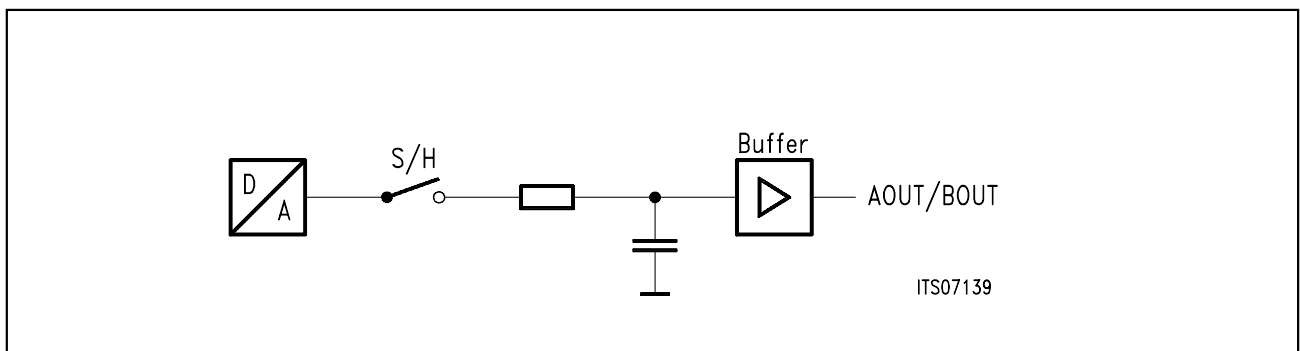 Buffer
S/H
D
A
AOUT/BOUT
ITS07139